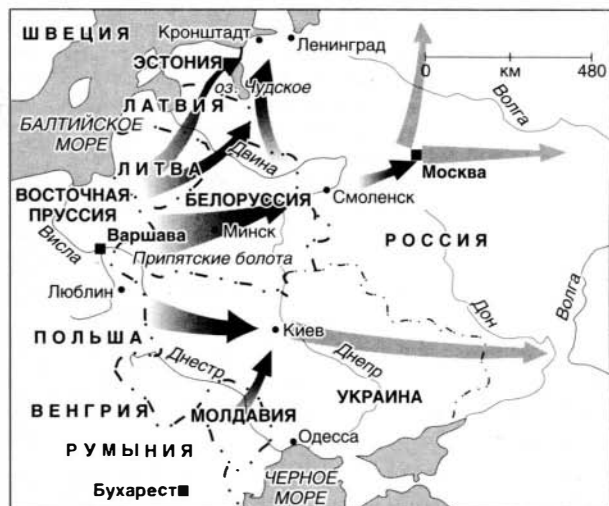 ШВЕЦИЯ
Кронштадт
Ленинград
ЭСТОНИЯ
оз. Чудское
0 км 480
ЛАТВИЯ
Волга
БАЛТИЙСКОЕ
МОРЕ
ЛИТВА
Двина
Москва
ВОСТОЧНАЯ
ПРУССИЯ
БЕЛОРУССИЯ
Смоленск
Висла
Варшава
Минск
РОССИЯ
Припятские болота
Люблин
Дон
Волга
ПОЛЬША
Киев
Днестр
Днепр
ВЕНГРИЯ
МОЛДАВИЯ
УКРАИНА
РУМЫНИЯ
Одесса
Бухарест
ЧЕРНОЕ
МОРЕ